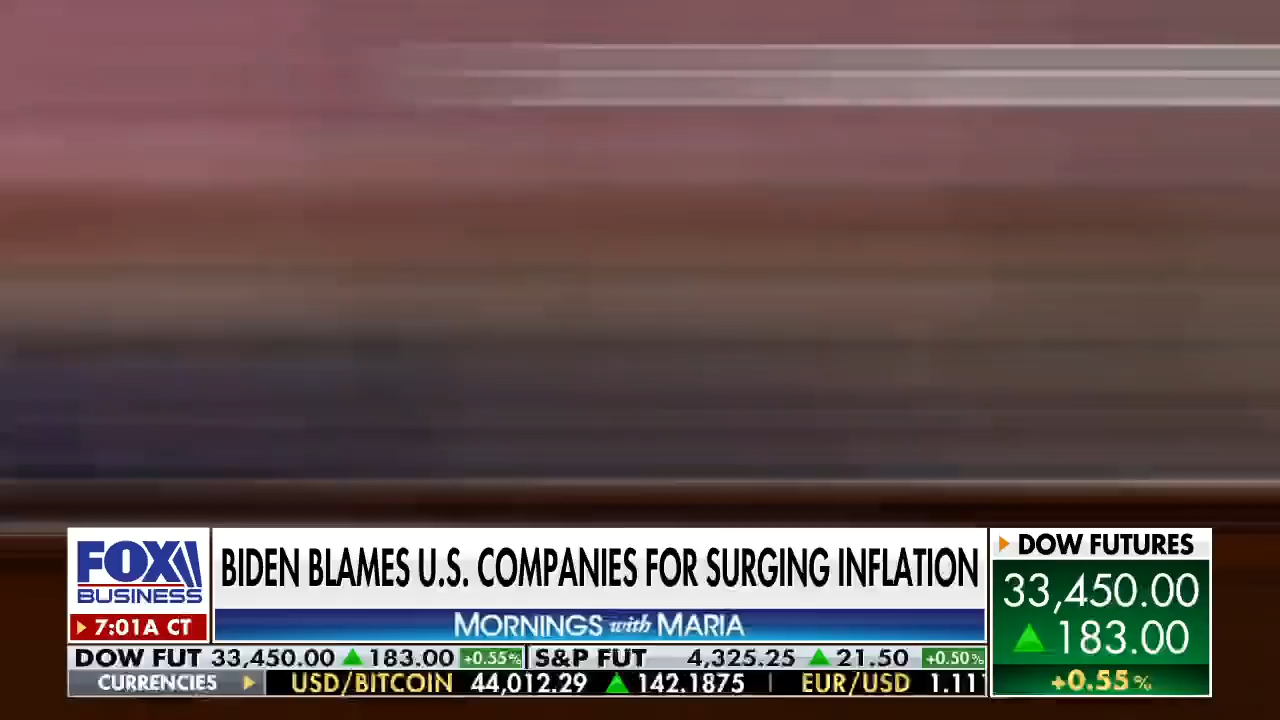 FOX
BUSINESS
7:01A CT
BIDEN BLAMES U.S. COMPANIES FOR SURGING INFLATION
MORNINGS with MARIA
DOW FUTURES
33,450.00
183.00
+0.55%
DOW FUT 33,450.00 183.00 +0.55% S&P FUT 4,325.25 21.50 +0.50%
CURRENCIES USD/BITCOIN 44,012.29 142.1875 EUR/USD 1.111